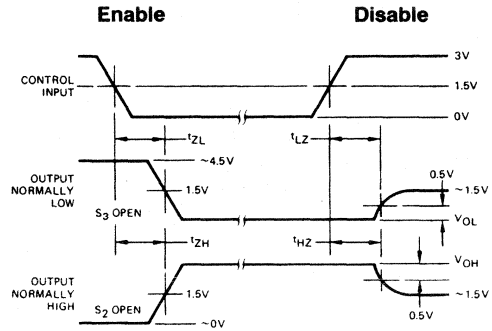 Enable Disable
3V
CONTROL
INPUT
1.5V
0V
tZL tLZ
~4.5V
0.5V
OUTPUT
NORMALLY
LOW
1.5V
~1.5V
S3 OPEN
VOL
tZH tHZ
VOH
OUTPUT
NORMALLY
HIGH
S2 OPEN
1.5V
~1.5V
~0V
0.5V